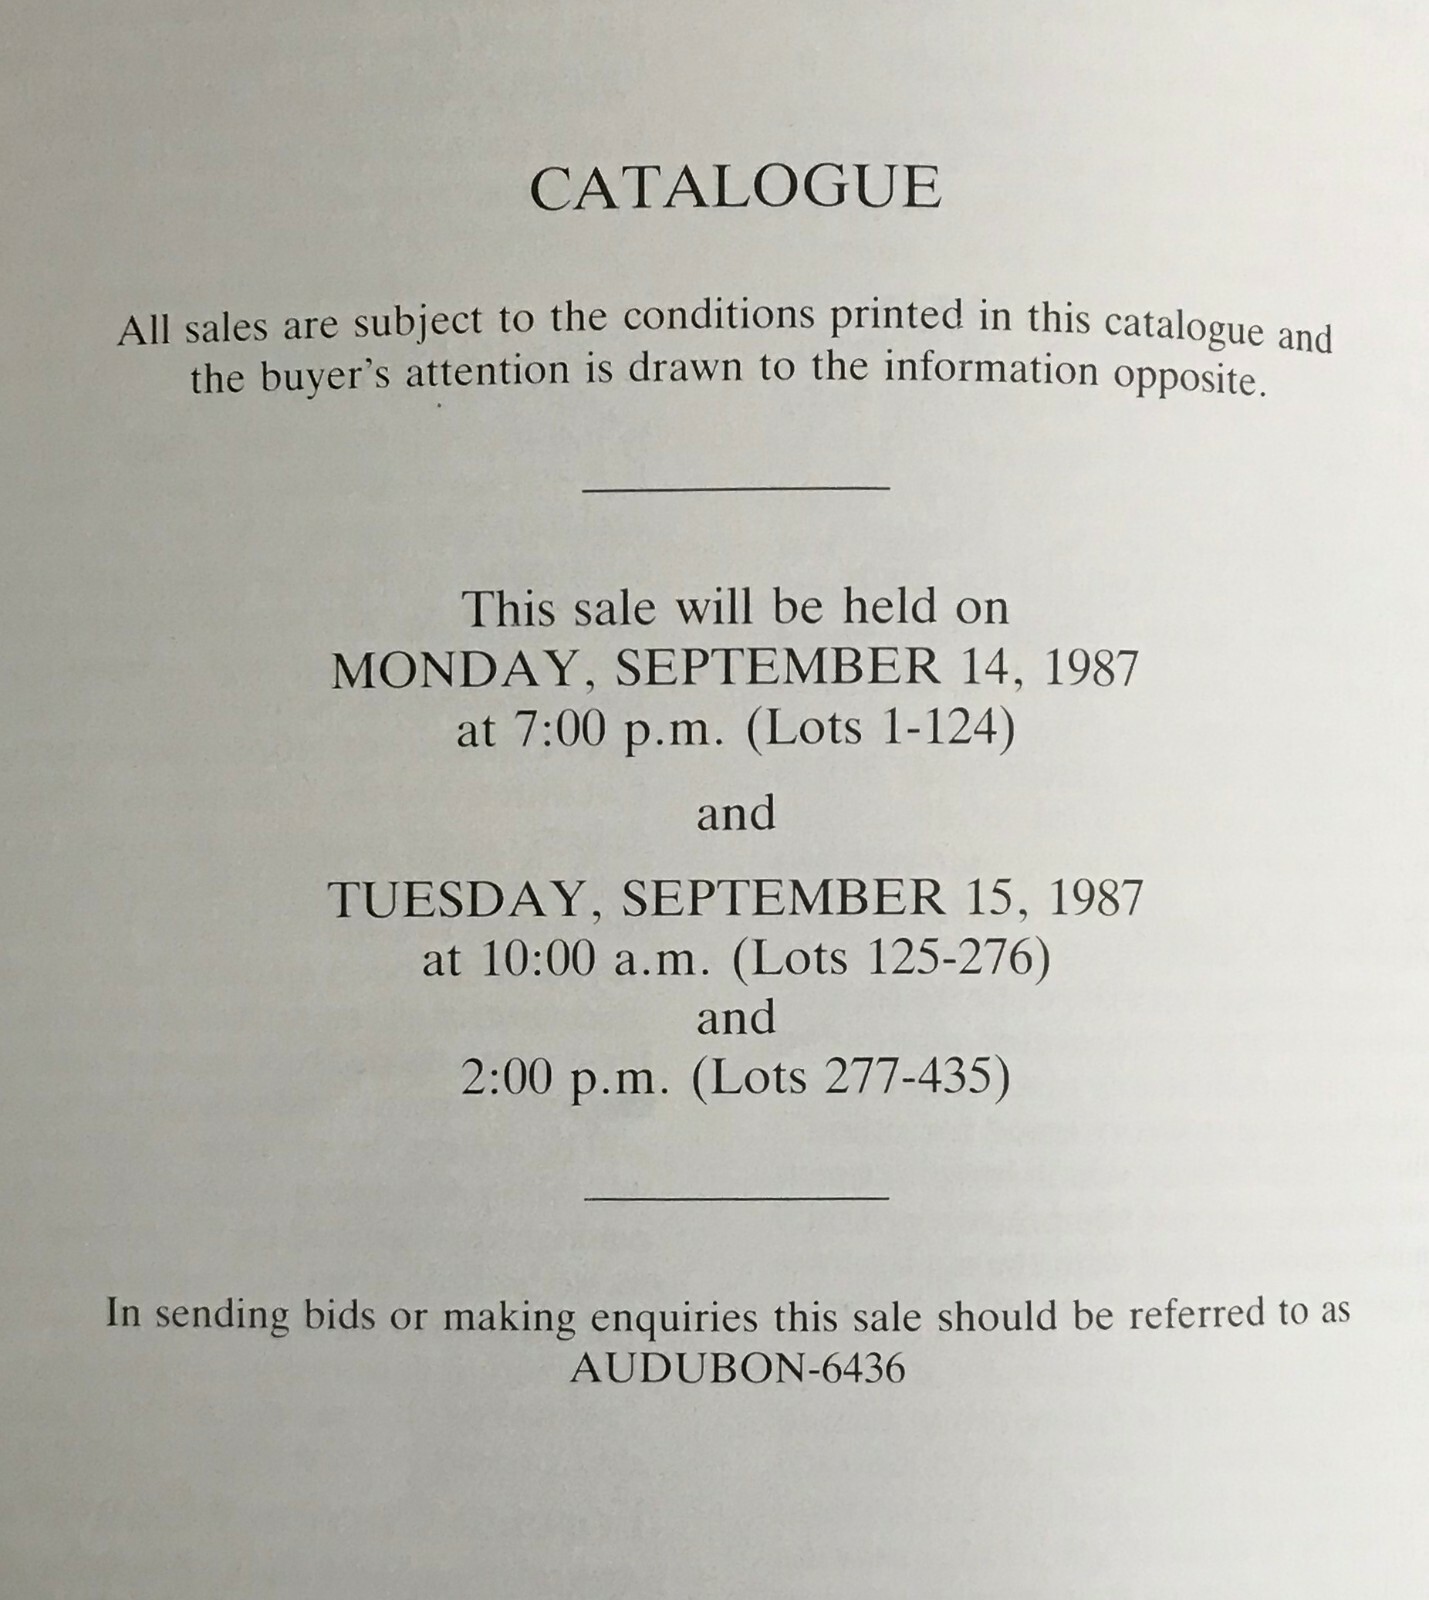 CATALOGUE
All sales are subject to the conditions printed in this catalogue and
the buyer's attention is drawn to the information opposite.
This sale will be held on
MONDAY, SEPTEMBER 14, 1987
at 7:00 p.m. (Lots 1-124)
and
TUESDAY, SEPTEMBER 15, 1987
at 10:00 a.m. (Lots 125-276)
and
2:00 p.m. (Lots 277-435)
In sending bids or making enquiries this sale should be referred to as
AUDUBON-6436